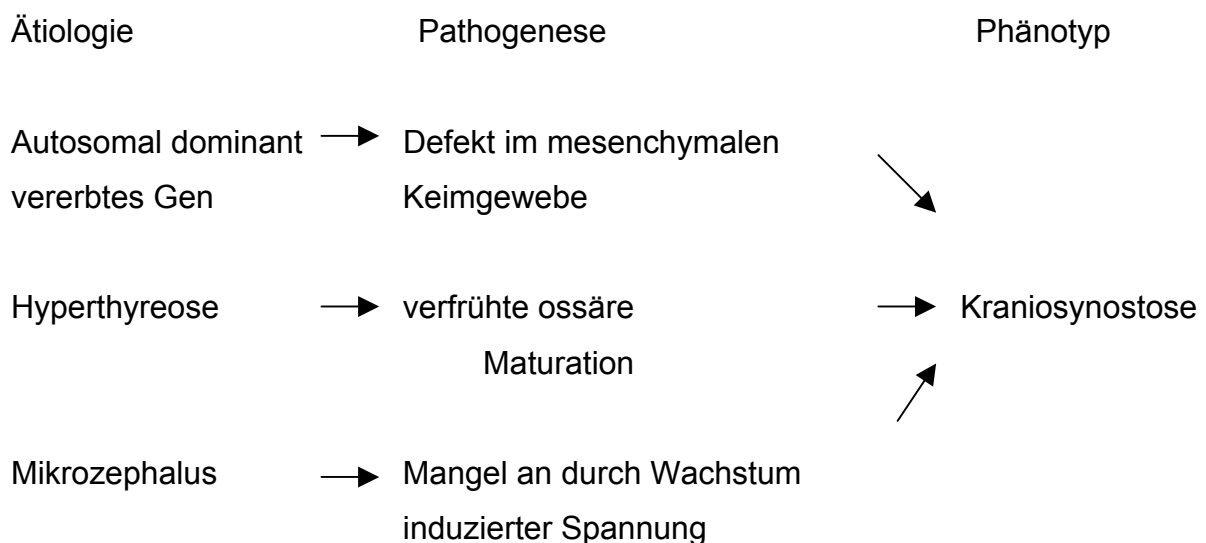 Ätiologie Pathogenese Phänotyp
Autosomal dominant Defekt im mesenchymalen
vererbtes Gen Keimgewebe
Hyperthyreose verfrühte ossäre Kraniosynostose
Maturation
Mikrozephalus Mangel an durch Wachstum
induzierter Spannung